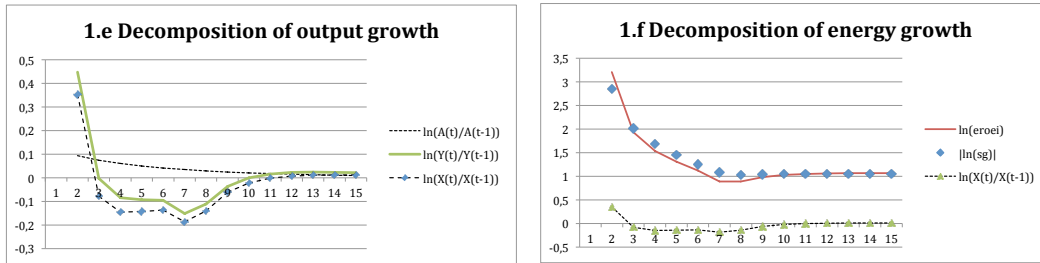 1.e Decomposition of output growth
0,5
0,4
0,3
0,2
0,1
0
-0,1
-0,2
-0,3
1 2 3 4 5 6 7 8 9 10 11 12 13 14 15
ln(A(t)/A(t-1))
ln(Y(t)/Y(t-1))
ln(X(t)/X(t-1))
1.f Decomposition of energy growth
3,5
3
2,5
2
1,5
1
0,5
0
-0,5
1 2 3 4 5 6 7 8 9 10 11 12 13 14 15
ln(eroei)
|ln(sg)|
ln(X(t)/X(t-1))